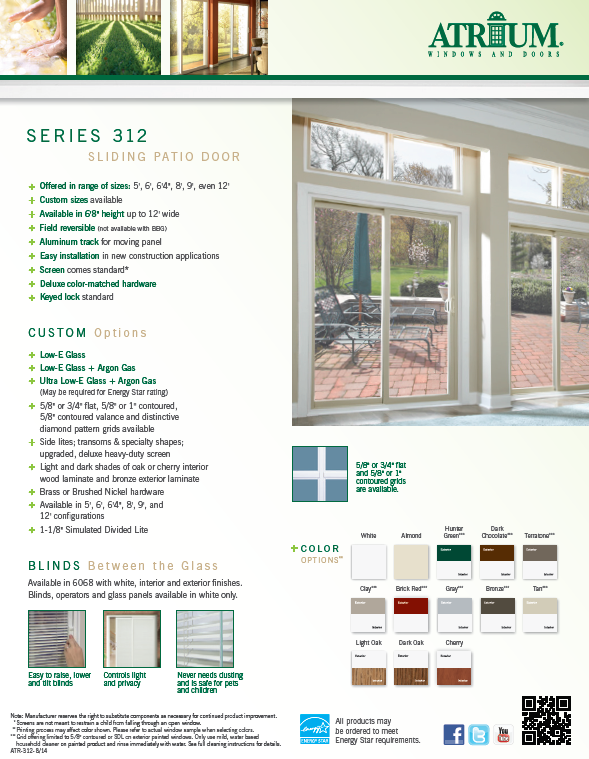 ATRIUM®
WINDOWS AND DOORS
SERIES 312
SLIDING PATIO DOOR
Offered in range of sizes: 5', 6', 6'4", 8', 9', even 12'
Custom sizes available
Available in 6'8" height up to 12' wide
Field reversible (not available with BBG)
Aluminum track for moving panel
Easy installation in new construction applications
Screen comes standard*
Deluxe color-matched hardware
Keyed lock standard
CUSTOM Options
Low-E Glass
Low-E Glass + Argon Gas
Ultra Low-E Glass + Argon Gas
(May be required for Energy Star rating)
5/8" or 3/4" flat, 5/8" or 1" contoured,
5/8" contoured valance and distinctive
diamond pattern grids available
Side lites; transoms & specialty shapes;
upgraded, deluxe heavy-duty screen
Light and dark shades of oak or cherry interior
wood laminate and bronze exterior laminate
Brass or Brushed Nickel hardware
Available in 5', 6', 6'4", 8', 9', and
12' configurations
1-1/8" Simulated Divided Lite
BLINDS Between the Glass
Available in 6068 with white, interior and exterior finishes.
Blinds, operators and glass panels available in white only.
Easy to raise, lower
and tilt blinds
Controls light
and privacy
Never needs dusting
and is safe for pets
and children
5/8" or 3/4" flat
and 5/8" or 1"
contoured grids
are available.
COLOR
OPTIONS**
White
Almond
Hunter
Green***
Dark
Chocolate***
Terratone***
Clay***
Brick Red***
Gray***
Bronze***
Tan***
Light Oak
Dark Oak
Cherry
Note: Manufacturer reserves the right to substitute components as necessary for continued product improvement.
* Screens are not meant to restrain a child from falling through an open window.
** Printing process may affect color shown. Please refer to actual window sample when selecting colors.
*** Grid offering limited to 5/8" contoured or SDL on exterior painted windows. Only use mild, water based
household cleaner on painted product and rinse immediately with water. See full cleaning instructions for details.
ATR-312- 8/14
ENERGY STAR
All products may
be ordered to meet
Energy Star requirements.
You
Tube